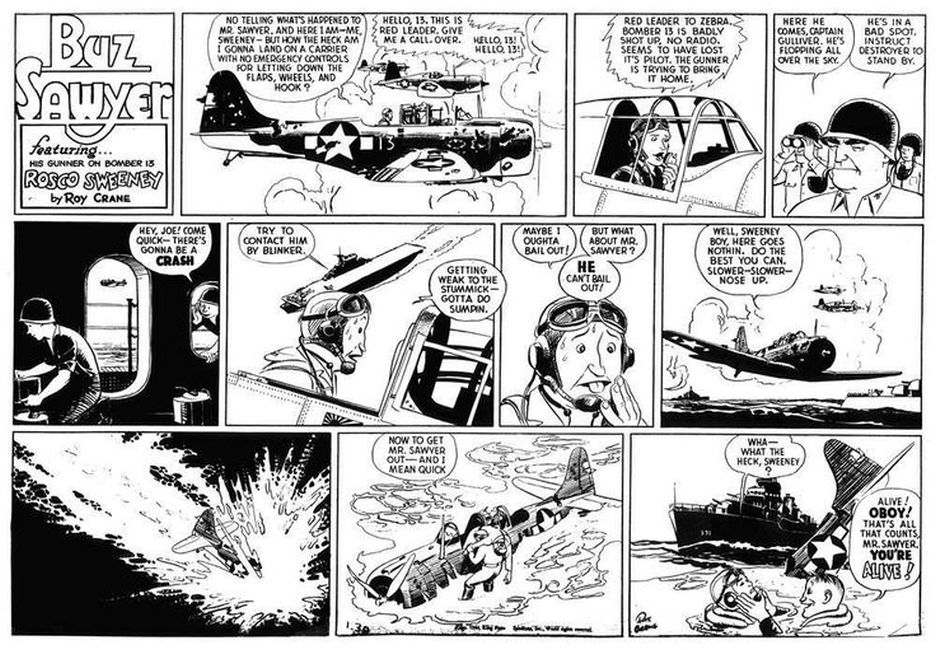 BUZ
SAWYER
featuring...
HIS GUNNER ON BOMBER 13
ROSCO SWEENEY
by ROY CRANE
NO TELLING WHAT'S HAPPENED TO
MR. SAWYER, AND HERE I AM—ME,
SWEENEY—BUT HOW THE HECK AM
I GONNA LAND ON A CARRIER
WITH NO EMERGENCY CONTROLS
FOR LETTING DOWN THE
FLAPS, WHEELS, AND
HOOK?
HELLO, 13. THIS IS
RED LEADER. GIVE
ME A CALL. OVER.
HELLO, 13!
HELLO, 13!
13
RED LEADER TO ZEBRA.
BOMBER 13 IS BADLY
SHOT UP, NO RADIO.
SEEMS TO HAVE LOST
IT'S PILOT. THE GUNNER
IS TRYING TO BRING
IT HOME.
HERE HE
COMES, CAPTAIN
GULLIVER. HE'S
FLOPPING ALL
OVER THE SKY.
HE'S IN A
BAD SPOT.
INSTRUCT
DESTROYER TO
STAND BY.
HEY, JOE! COME
QUICK—THERE'S
GONNA BE A
CRASH
TRY TO
CONTACT HIM
BY BLINKER.
GETTING
WEAK TO THE
STUMMICK—
GOTTA DO
SUMPIN.
MAYBE I
OUGHTA
BAIL OUT!
BUT WHAT
ABOUT MR.
SAWYER?
HE
CAN'T BAIL
OUT!
WELL, SWEENEY
BOY, HERE GOES
NOTHIN. DO THE
BEST YOU CAN.
SLOWER—SLOWER—
NOSE UP.
NOW TO GET
MR. SAWYER
OUT—AND I
MEAN QUICK
1.30
WHA—
WHAT THE
HECK, SWEENEY
?
ALIVE!
OBOY!
THAT'S ALL
THAT COUNTS,
MR. SAWYER.
YOU'RE
ALIVE!
ROY
CRANE